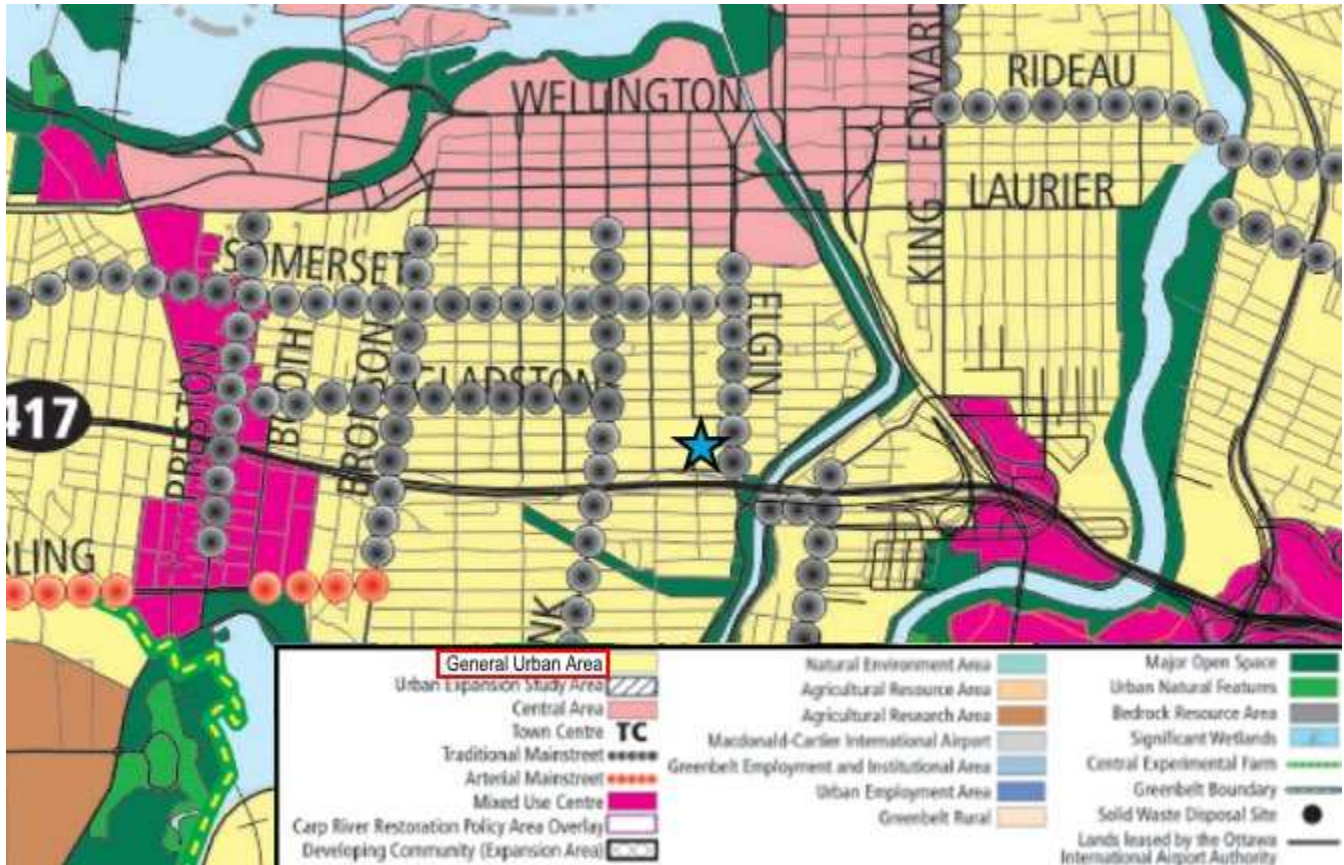 WELLINGTON
KING EDWARD
RIDEAU
LAURIER
SOMERSET
ELGIN
GLADSTON
BRONSON
BOOTH
PRESTON
417
RLING
NK
General Urban Area
Urban Expansion Study Area
Central Area
Town Centre TC
Traditional Mainstreet
Arterial Mainstreet
Mixed Use Centre
Carp River Restoration Policy Area Overlay
Developing Community (Expansion Area)
Natural Environment Area
Agricultural Resource Area
Agricultural Research Area
Macdonald-Cartier International Airport
Greenbelt Employment and Institutional Area
Urban Employment Area
Greenbelt Rural
Major Open Space
Urban Natural Features
Bedrock Resource Area
Significant Wetlands
Central Experimental Farm
Greenbelt Boundary
Solid Waste Disposal Site
Lands leased by the Ottawa
International Airport Authority